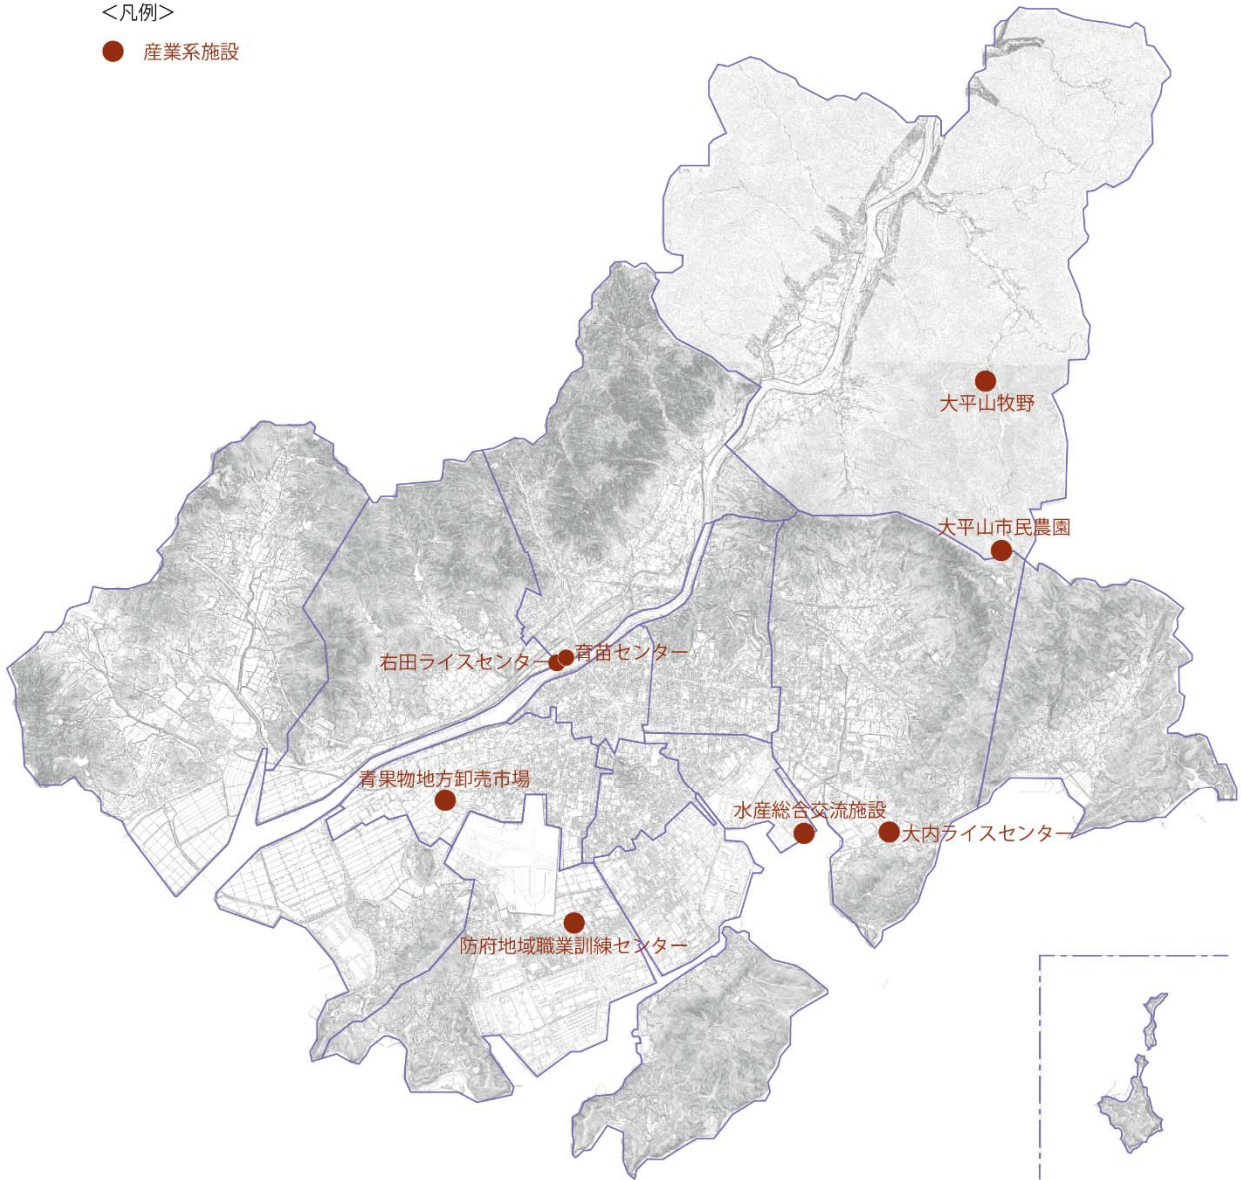 ＜凡例＞
産業系施設
大平山牧野
大平山市民農園
育苗センター
右田ライスセンター
青果物地方卸売市場
水産総合交流施設
大内ライスセンター
防府地域職業訓練センター